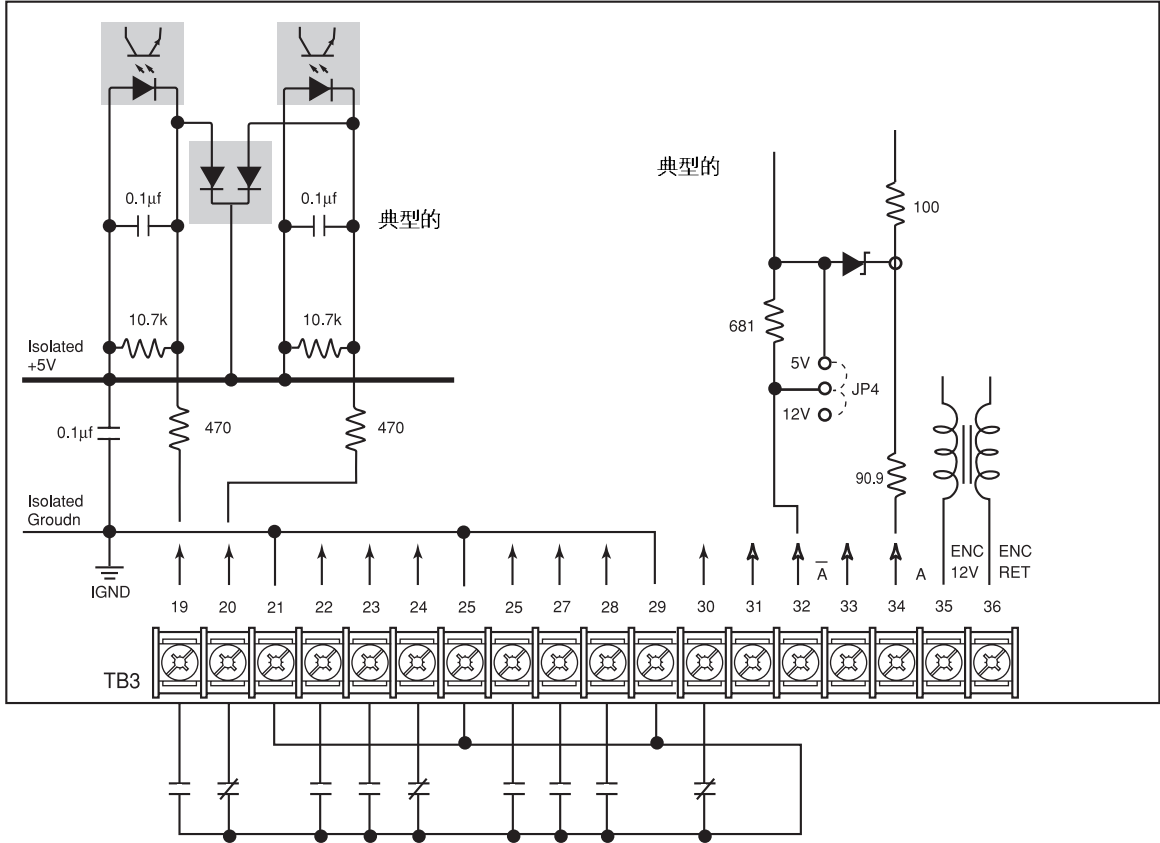 典型的
100
0.1µf
0.1µf
典型的
681
10.7k
10.7k
Isolated
+5V
5V
JP4
12V
0.1µf
470
470
90.9
Isolated
Groudn
ENC
12V
ENC
RET
A
A
IGND
19
20
21
22
23
24
25
25
27
28
29
30
31
32
33
34
35
36
TB3